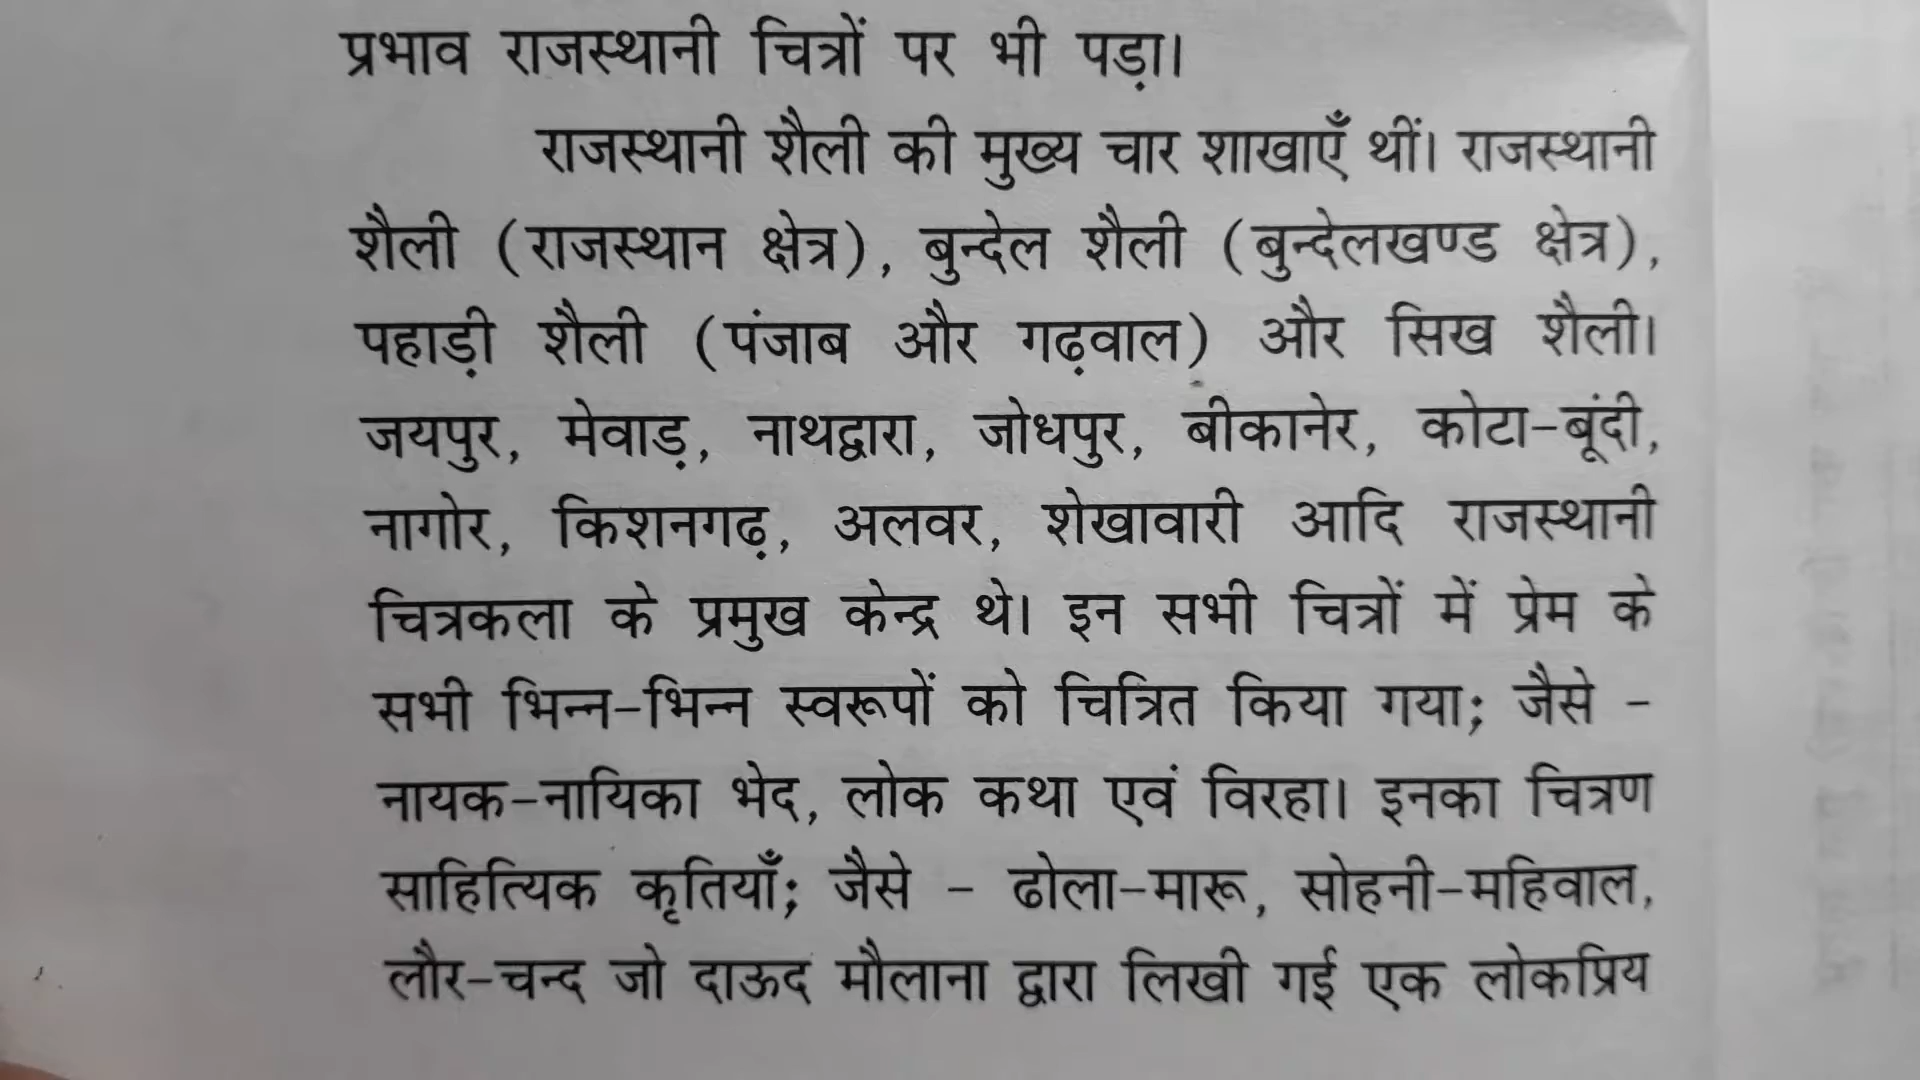 प्रभाव राजस्थानी चित्रों पर भी पड़ा।
राजस्थानी शैली की मुख्य चार शाखाएँ थीं। राजस्थानी
शैली (राजस्थान क्षेत्र), बुन्देल शैली (बुन्देलखण्ड क्षेत्र),
पहाड़ी शैली (पंजाब और गढ़वाल) और सिख शैली।
जयपुर, मेवाड़, नाथद्वारा, जोधपुर, बीकानेर, कोटा-बूंदी,
नागोर, किशनगढ़, अलवर, शेखावारी आदि राजस्थानी
चित्रकला के प्रमुख केन्द्र थे। इन सभी चित्रों में प्रेम के
सभी भिन्न-भिन्न स्वरूपों को चित्रित किया गया; जैसे -
नायक-नायिका भेद, लोक कथा एवं विरहा। इनका चित्रण
साहित्यिक कृतियाँ; जैसे - ढोला-मारू, सोहनी-महिवाल,
लौर-चन्द जो दाऊद मौलाना द्वारा लिखी गई एक लोकप्रिय